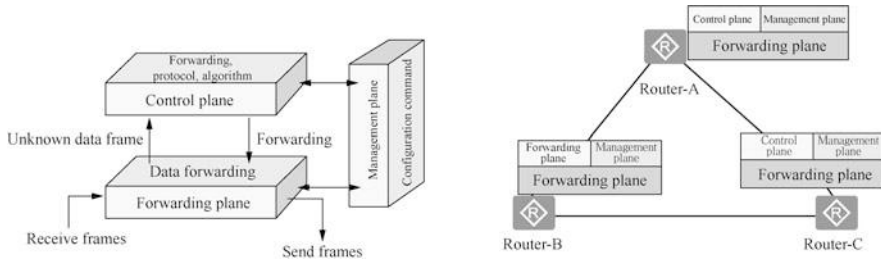 Forwarding,
protocol, algorithm
Control plane
Unknown data frame
Forwarding
Data forwarding
Forwarding plane
Receive frames
Send frames
Management plane
Configuration command
Control plane
Management plane
Forwarding plane
R
Router-A
Forwarding
plane
Management
plane
Forwarding plane
R
Router-B
Control
plane
Management
plane
Forwarding plane
R
Router-C